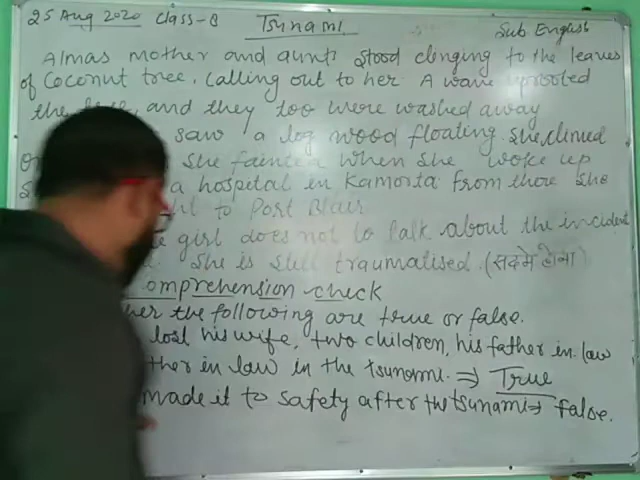 25 Aug 2020 Class-8 Tsunami. Sub English
Almas mother and aunt stood clinging to the leaves
of Coconut tree, calling out to her. A wave uprooted
the and they too were washed away
saw a log wood floating. She climed
She fainted when she woke up
a hospital in Kamorta from there she
to Port Blair
girl does not to talk about the incident
She is still traumatised. (सदमे होना)
omprehension check
her the following are true or false.
lost his wife, two children, his father in law
ther in law in the tsunami. ⇒ True
made it to safety after the tsunami ⇒ false.